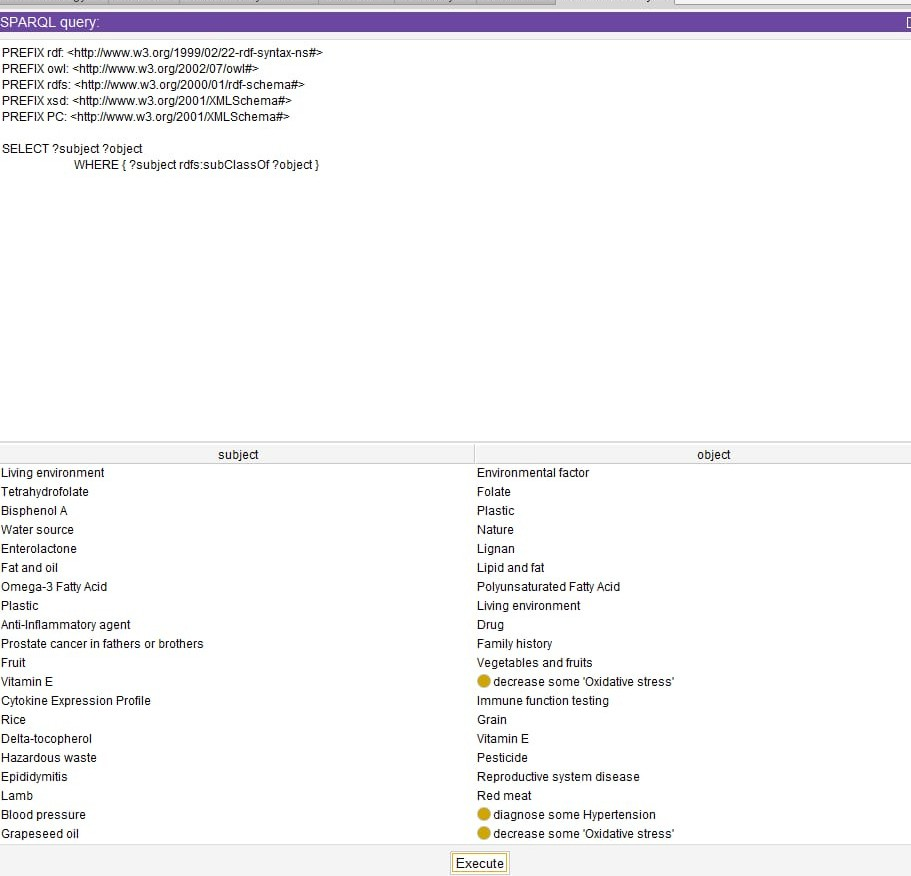 SPARQL query:
PREFIX rdf: <http://www.w3.org/1999/02/22-rdf-syntax-ns#>
PREFIX owl: <http://www.w3.org/2002/07/owl#>
PREFIX rdfs: <http://www.w3.org/2000/01/rdf-schema#>
PREFIX xsd: <http://www.w3.org/2001/XMLSchema#>
PREFIX PC: <http://www.w3.org/2001/XMLSchema#>
SELECT ?subject ?object
WHERE { ?subject rdfs:subClassOf ?object }
subject object
Living environment Environmental factor
Tetrahydrofolate Folate
Bisphenol A Plastic
Water source Nature
Enterolactone Lignan
Fat and oil Lipid and fat
Omega-3 Fatty Acid Polyunsaturated Fatty Acid
Plastic Living environment
Anti-Inflammatory agent Drug
Prostate cancer in fathers or brothers Family history
Fruit Vegetables and fruits
Vitamin E decrease some 'Oxidative stress'
Cytokine Expression Profile Immune function testing
Rice Grain
Delta-tocopherol Vitamin E
Hazardous waste Pesticide
Epididymitis Reproductive system disease
Lamb Red meat
Blood pressure diagnose some Hypertension
Grapeseed oil decrease some 'Oxidative stress'
Execute